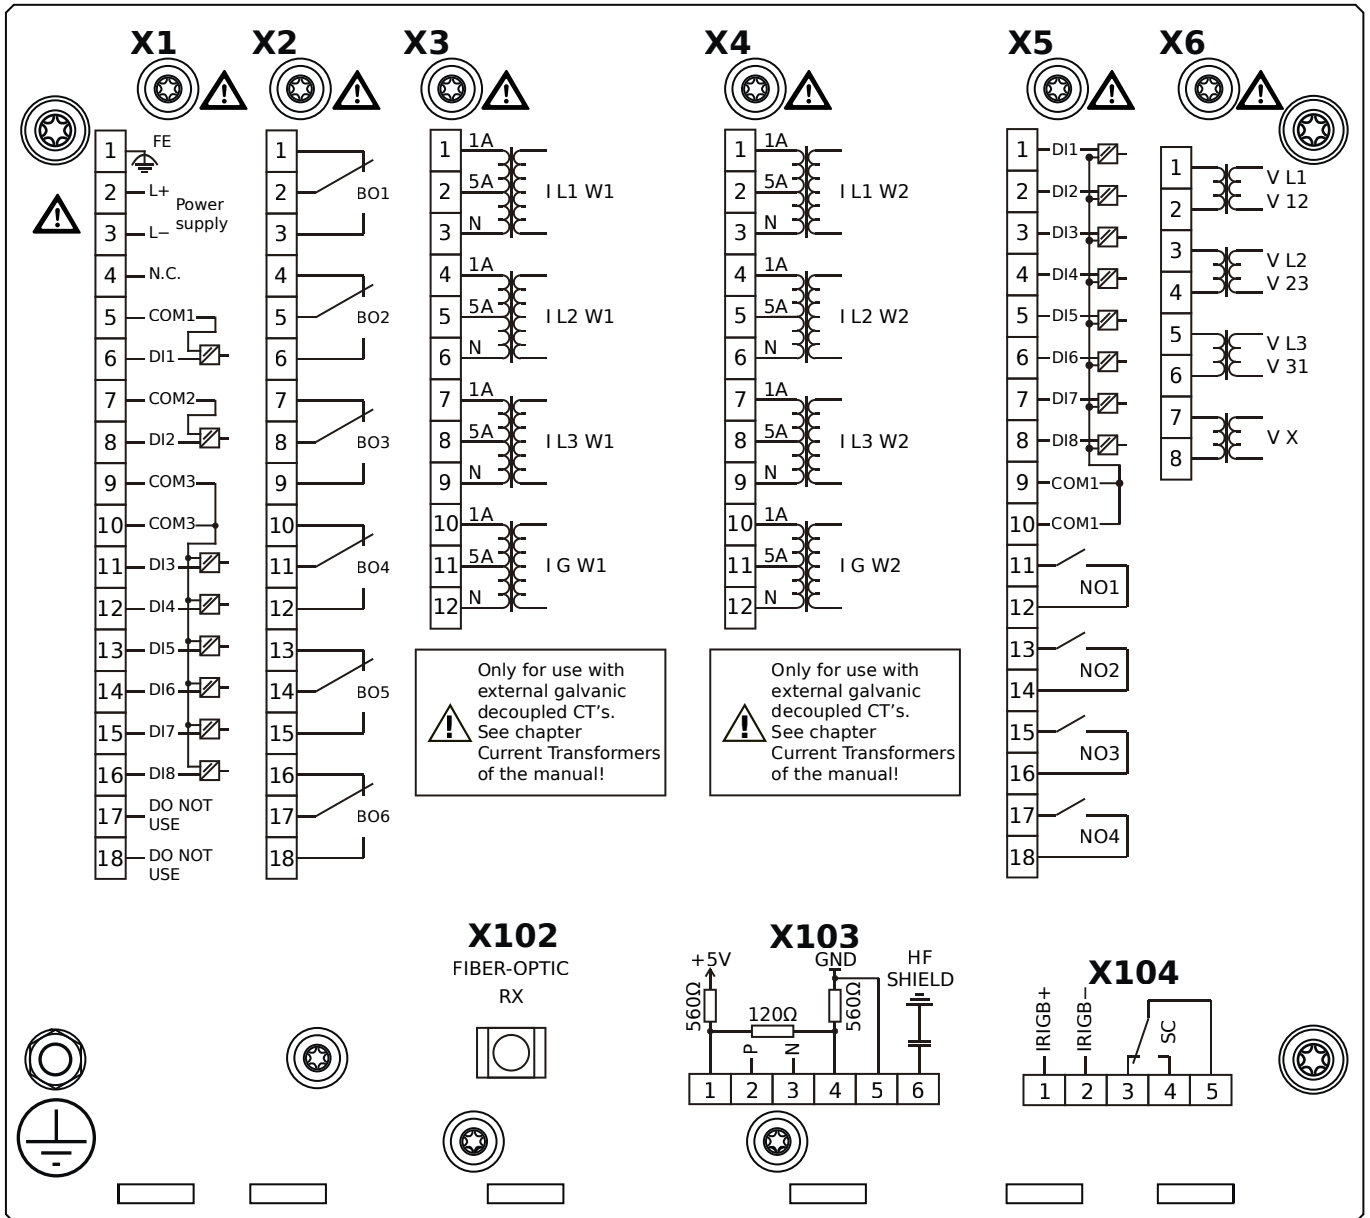 X1
X2
X3
X4
X5
X6
1
FE
2
L+
Power
supply
3
L−
4
N.C.
5
COM1
6
DI1
7
COM2
8
DI2
9
COM3
10
COM3
11
DI3
12
DI4
13
DI5
14
DI6
15
DI7
16
DI8
17
DO NOT
USE
18
DO NOT
USE
1
2
BO1
3
4
5
BO2
6
7
8
BO3
9
10
11
BO4
12
13
14
BO5
15
16
17
BO6
18
1
1A
2
5A
I L1 W1
3
N
4
1A
5
5A
I L2 W1
6
N
7
1A
8
5A
I L3 W1
9
N
10
1A
11
5A
I G W1
12
N
Only for use with
external galvanic
decoupled CT's.
See chapter
Current Transformers
of the manual!
1
1A
2
5A
I L1 W2
3
N
4
1A
5
5A
I L2 W2
6
N
7
1A
8
5A
I L3 W2
9
N
10
1A
11
5A
I G W2
12
N
Only for use with
external galvanic
decoupled CT's.
See chapter
Current Transformers
of the manual!
1
DI1
2
DI2
3
DI3
4
DI4
5
DI5
6
DI6
7
DI7
8
DI8
9
COM1
10
COM1
11
NO1
12
13
NO2
14
15
NO3
16
17
NO4
18
1
V L1
2
V 12
3
V L2
4
V 23
5
V L3
6
V 31
7
V X
8
X102
FIBER-OPTIC
RX
X103
+5V
GND
HF
SHIELD
560Ω
120Ω
560Ω
P
N
1 2 3 4 5 6
X104
IRIGB+
IRIGB−
SC
1 2 3 4 5